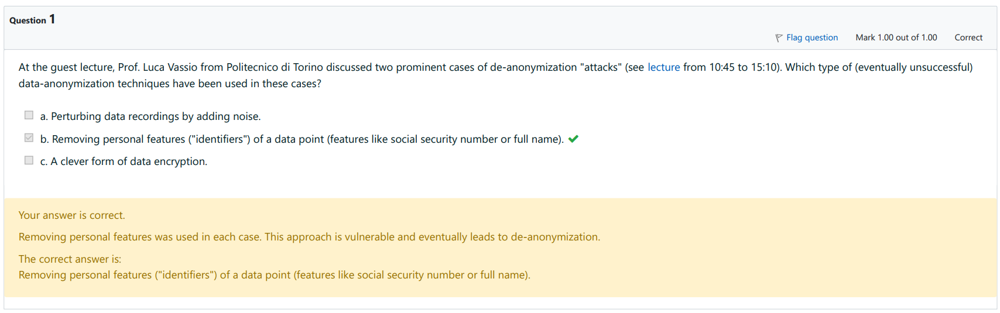 Question 1
Flag question Mark 1.00 out of 1.00 Correct
At the guest lecture, Prof. Luca Vassio from Politecnico di Torino discussed two prominent cases of de-anonymization "attacks" (see lecture from 10:45 to 15:10). Which type of (eventually unsuccessful)
data-anonymization techniques have been used in these cases?
a. Perturbing data recordings by adding noise.
b. Removing personal features ("identifiers") of a data point (features like social security number or full name).
c. A clever form of data encryption.
Your answer is correct.
Removing personal features was used in each case. This approach is vulnerable and eventually leads to de-anonymization.
The correct answer is:
Removing personal features ("identifiers") of a data point (features like social security number or full name).